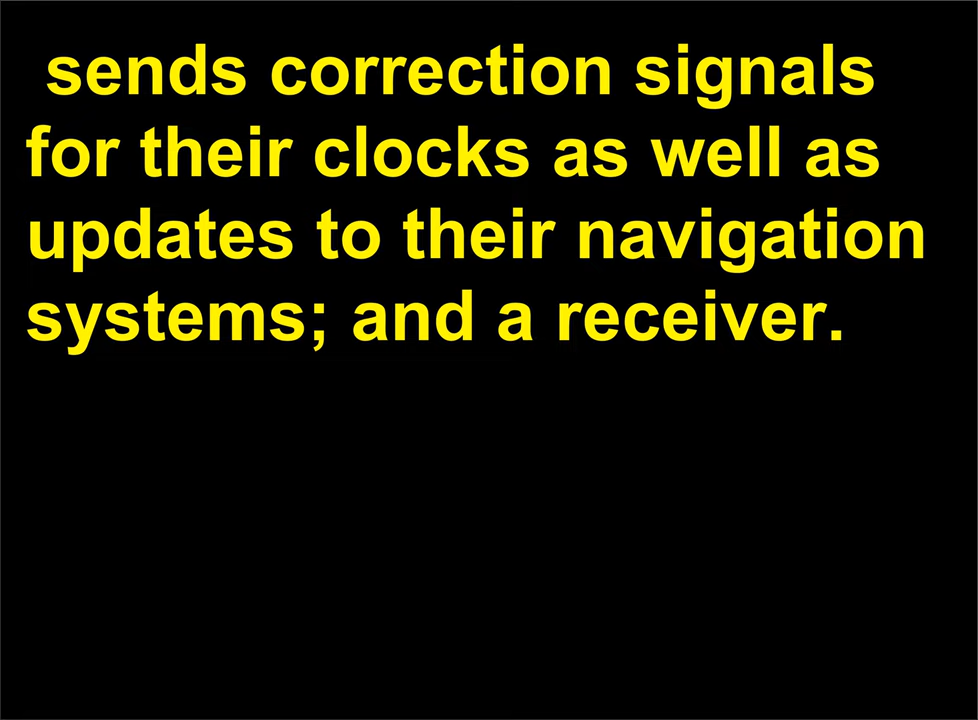 sends correction signals
for their clocks as well as
updates to their navigation
systems; and a receiver.